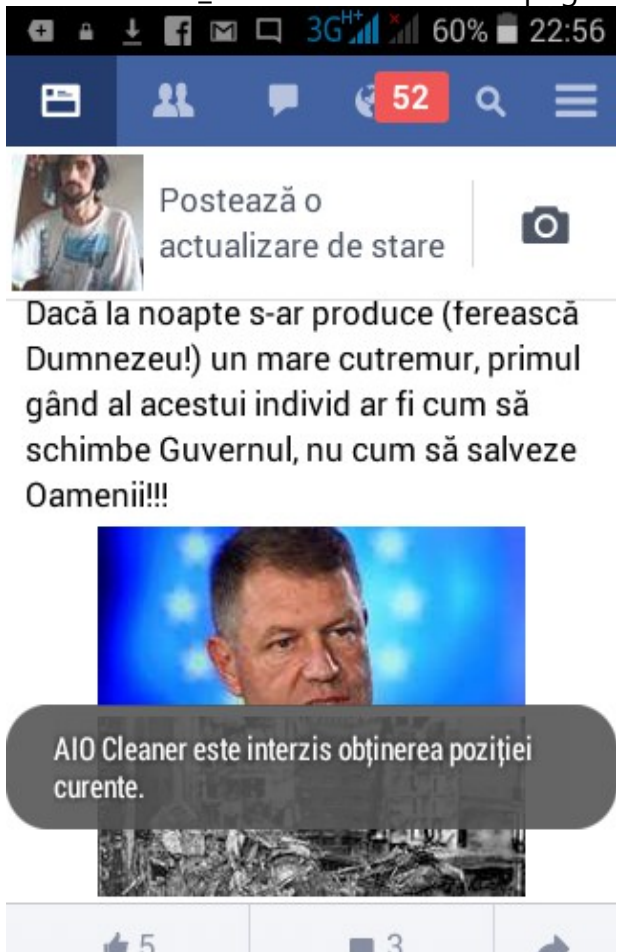 3G H+ 60% 22:56
52
Postează o
actualizare de stare
Dacă la noapte s-ar produce (ferească
Dumnezeu!) un mare cutremur, primul
gând al acestui individ ar fi cum să
schimbe Guvernul, nu cum să salveze
Oamenii!!!
AIO Cleaner este interzis obținerea poziției
curente.
5 3